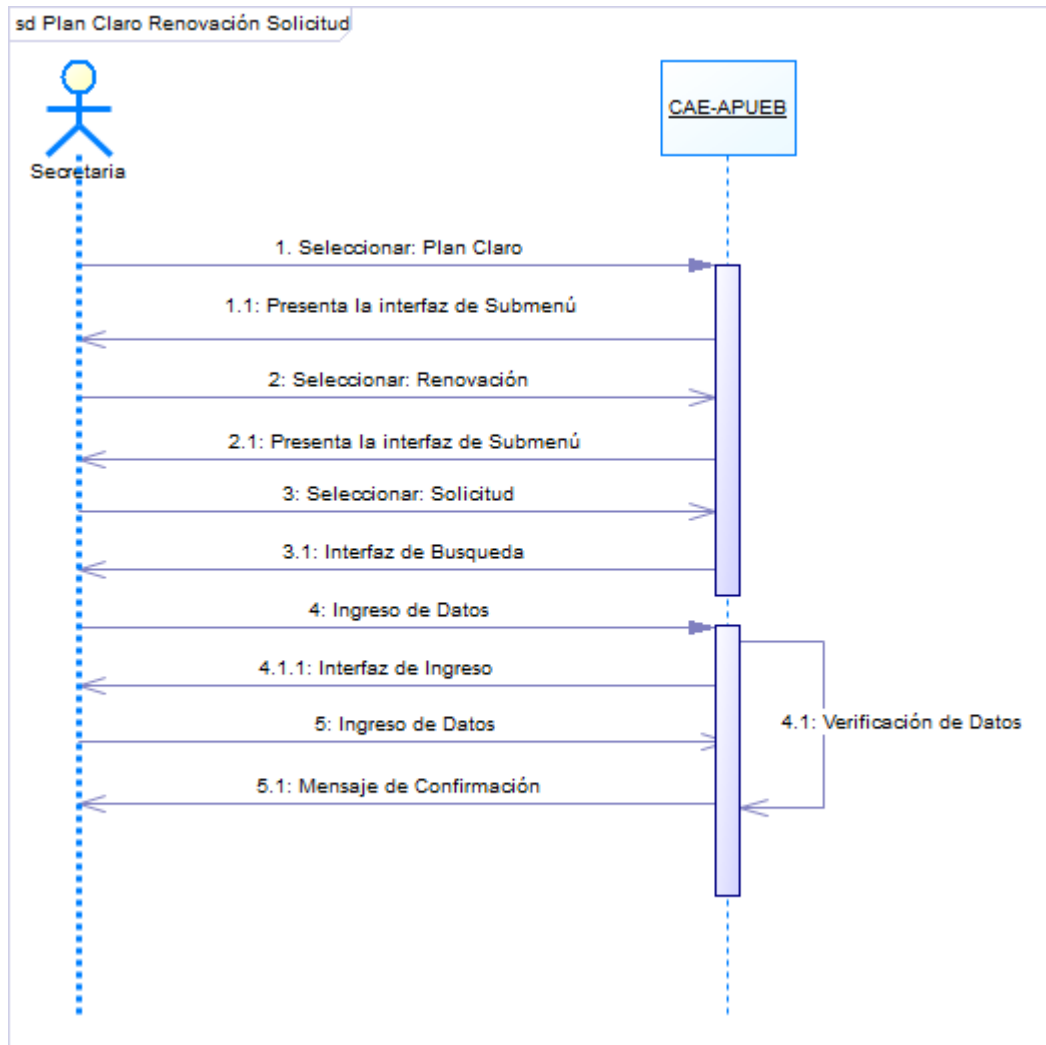 sd Plan Claro Renovación Solicitud
CAE-APUEB
Secretaria
1. Seleccionar: Plan Claro
1.1: Presenta la interfaz de Submenú
2: Seleccionar: Renovación
2.1: Presenta la interfaz de Submenú
3: Seleccionar: Solicitud
3.1: Interfaz de Busqueda
4: Ingreso de Datos
4.1.1: Interfaz de Ingreso
5: Ingreso de Datos
4.1: Verificación de Datos
5.1: Mensaje de Confirmación